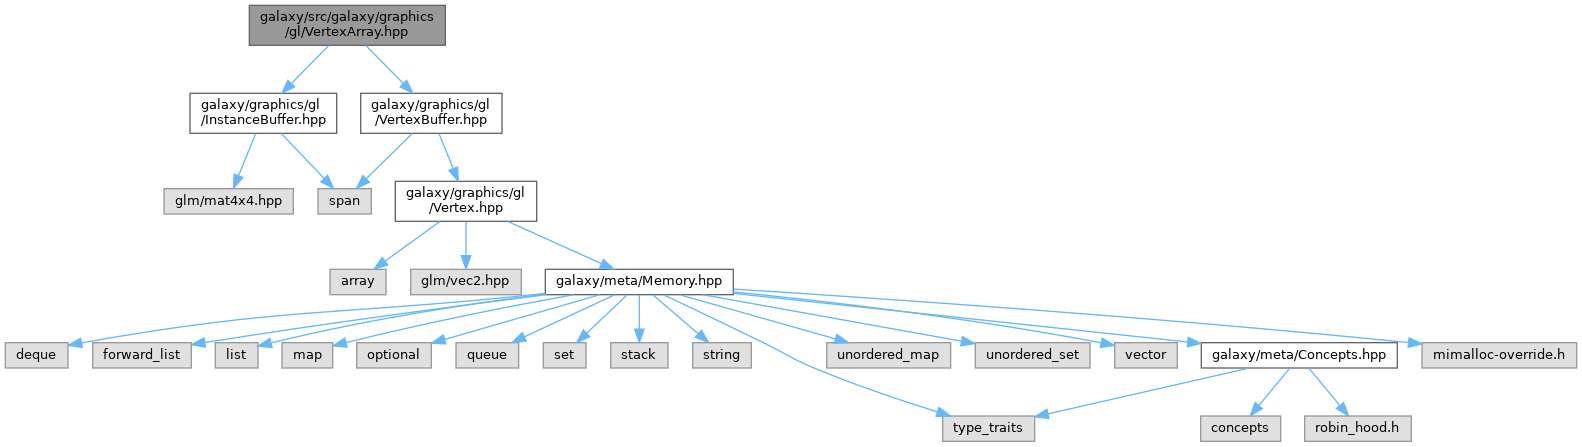 galaxy/src/galaxy/graphics
/gl/VertexArray.hpp
galaxy/graphics/gl
/InstanceBuffer.hpp
galaxy/graphics/gl
/VertexBuffer.hpp
glm/mat4x4.hpp
span
galaxy/graphics/gl
/Vertex.hpp
array
glm/vec2.hpp
galaxy/meta/Memory.hpp
deque
forward_list
list
map
optional
queue
set
stack
string
unordered_map
unordered_set
vector
galaxy/meta/Concepts.hpp
mimalloc-override.h
type_traits
concepts
robin_hood.h